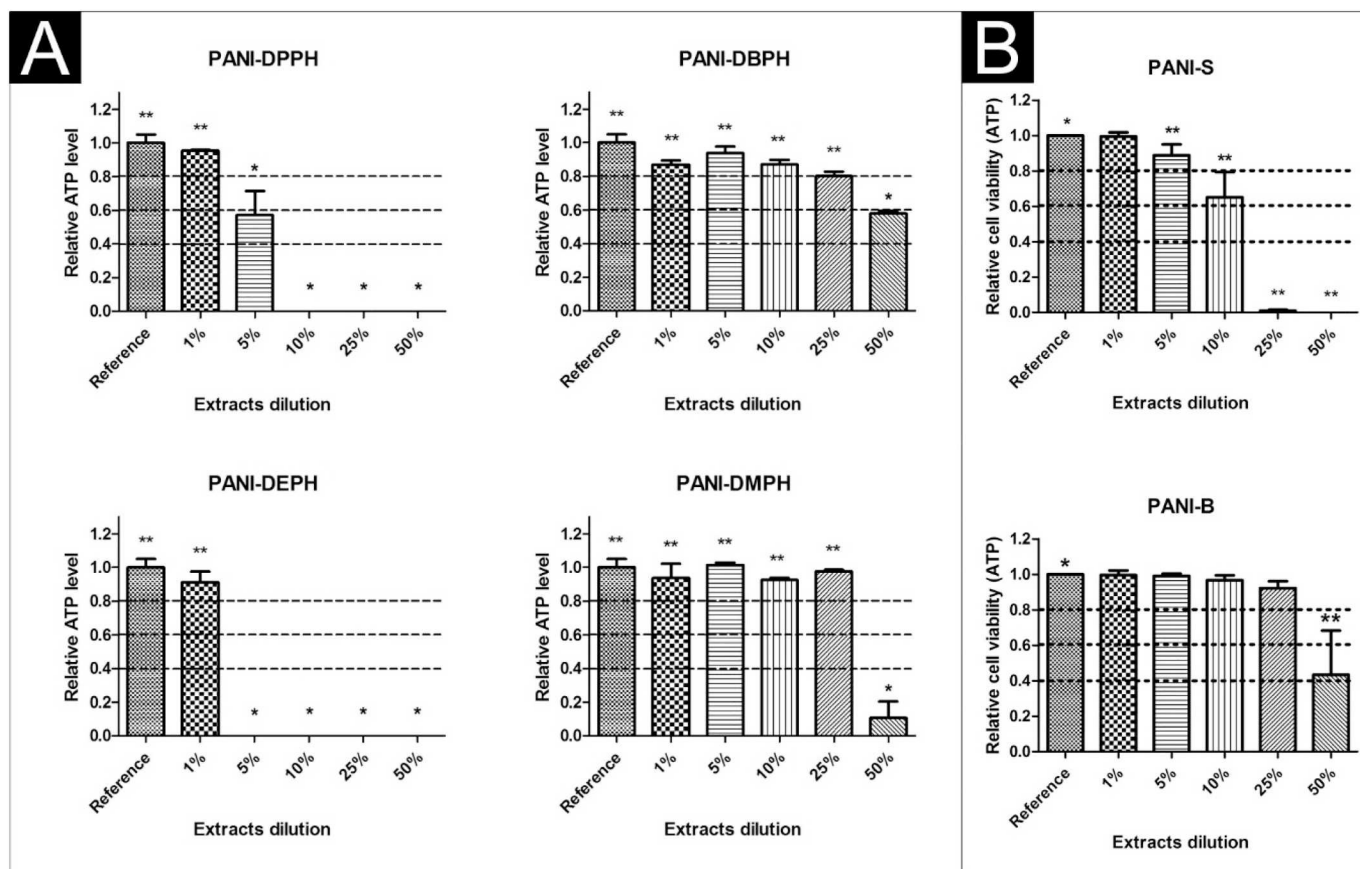 A
PANI-DPPH
Relative ATP level
1.2
1.0
0.8
0.6
0.4
0.2
0.0
** ** * * * *
Reference 1% 5% 10% 25% 50%
Extracts dilution
PANI-DBPH
Relative ATP level
1.2
1.0
0.8
0.6
0.4
0.2
0.0
** ** ** ** ** *
Reference 1% 5% 10% 25% 50%
Extracts dilution
PANI-DEPH
Relative ATP level
1.2
1.0
0.8
0.6
0.4
0.2
0.0
** ** * * * *
Reference 1% 5% 10% 25% 50%
Extracts dilution
PANI-DMPH
Relative ATP level
1.2
1.0
0.8
0.6
0.4
0.2
0.0
** ** ** ** ** *
Reference 1% 5% 10% 25% 50%
Extracts dilution
B
PANI-S
Relative cell viability (ATP)
1.2
1.0
0.8
0.6
0.4
0.2
0.0
* ** ** ** **
Reference 1% 5% 10% 25% 50%
Extracts dilution
PANI-B
Relative cell viability (ATP)
1.2
1.0
0.8
0.6
0.4
0.2
0.0
* **
Reference 1% 5% 10% 25% 50%
Extracts dilution